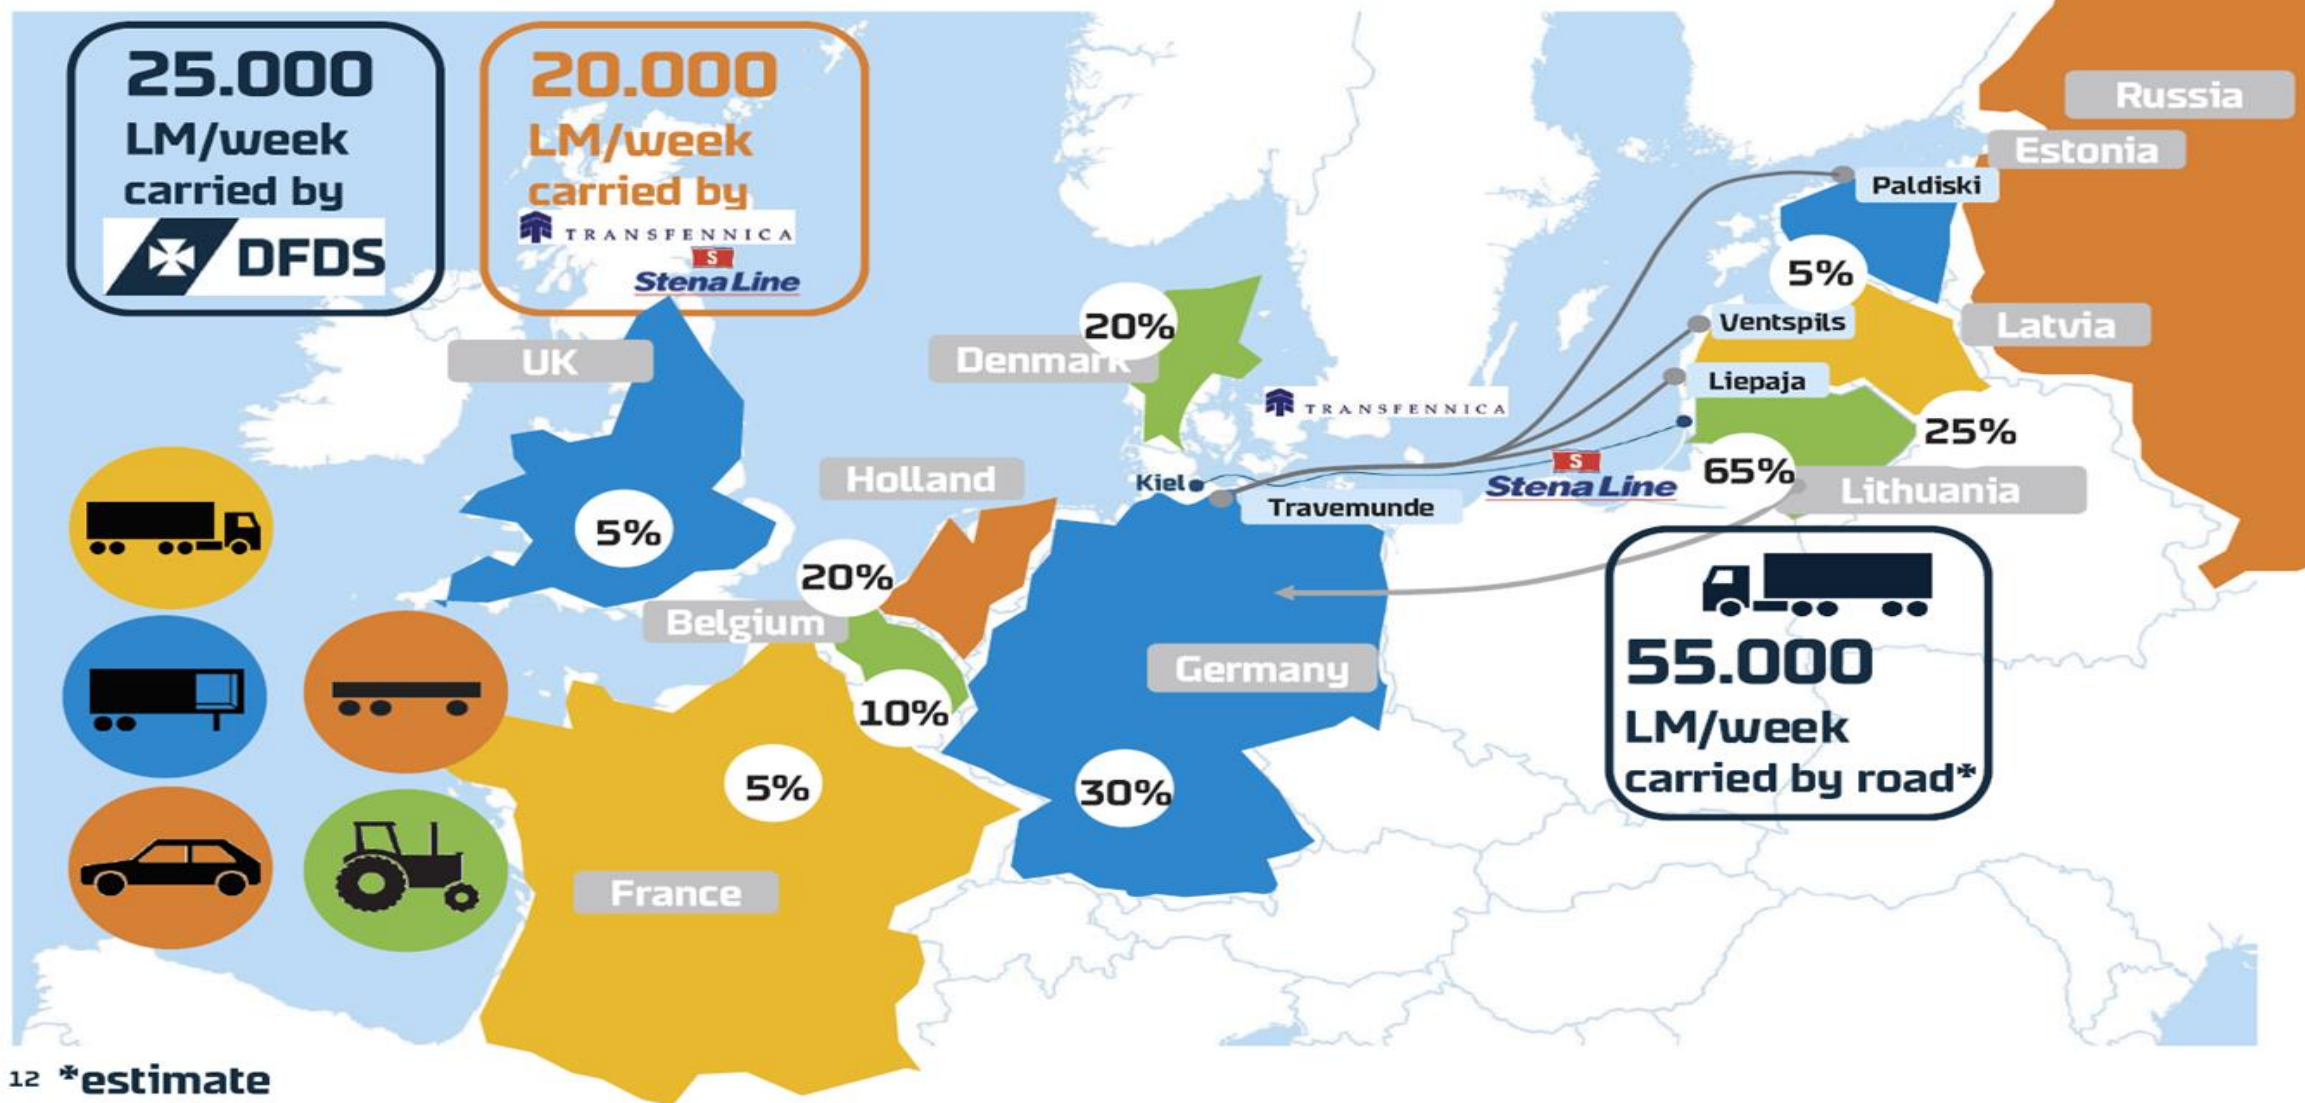 25.000
LM/week
carried by
DFDS
20.000
LM/week
carried by
TRANSFENNICA
S
Stena Line
Russia
Estonia
Paldiski
5%
Ventspils
Latvia
UK
20%
Denmark
Liepaja
TRANSFENNICA
25%
Holland
Kiel
S
Stena Line
65%
Lithuania
Travemunde
5%
20%
Belgium
Germany
10%
5%
30%
France
55.000
LM/week
carried by road*
12 *estimate